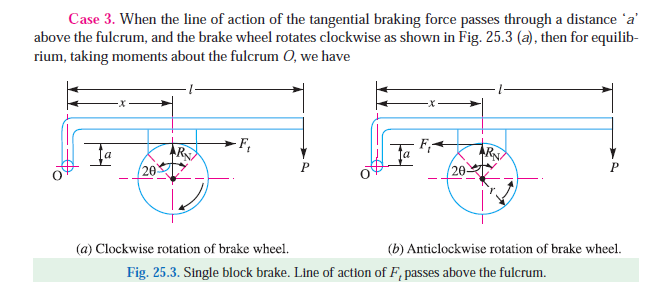 Case 3. When the line of action of the tangential braking force passes through a distance ‘a’
above the fulcrum, and the brake wheel rotates clockwise as shown in Fig. 25.3 (a), then for equilib-
rium, taking moments about the fulcrum O, we have
l
x
a
Ft
RN
2θ
O
P
l
x
a
Ft
RN
2θ
r
O
P
(a) Clockwise rotation of brake wheel.
(b) Anticlockwise rotation of brake wheel.
Fig. 25.3. Single block brake. Line of action of Ft passes above the fulcrum.